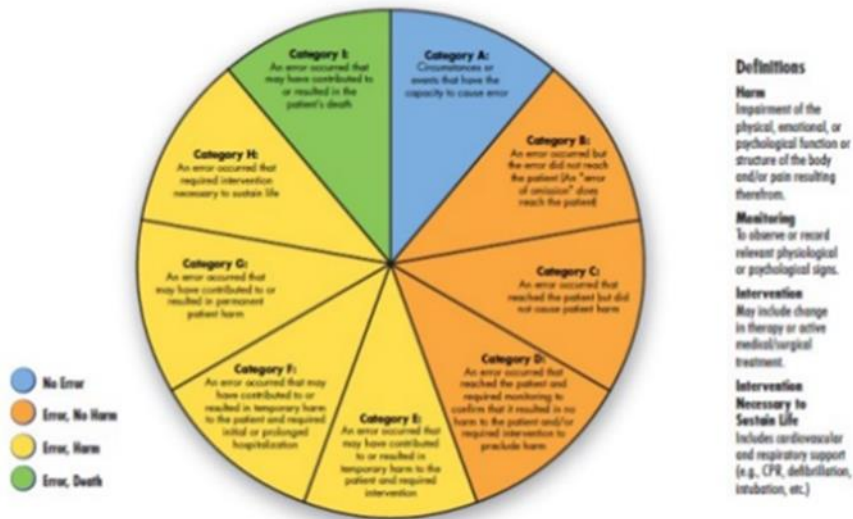 Category I:
An error occurred that
may have contributed to
or resulted in the
patient's death
Category A:
Circumstances or
events that have the
capacity to cause error
Category B:
An error occurred but
the error did not reach
the patient (An "error
of omission" does
reach the patient)
Category C:
An error occurred that
reached the patient but did
not cause patient harm
Category D:
An error occurred that
reached the patient and
required monitoring to
confirm that it resulted in no
harm to the patient and/or
required intervention to
preclude harm
Category E:
An error occurred that
may have contributed
to or resulted in
temporary harm to the
patient and required
intervention
Category F:
An error occurred that may
have contributed to or
resulted in temporary harm
to the patient and required
initial or prolonged
hospitalization
Category G:
An error occurred that
may have contributed to or
resulted in permanent
patient harm
Category H:
An error occurred that
required intervention
necessary to sustain life
No Error
Error, No Harm
Error, Harm
Error, Death
Definitions
Harm
Impairment of the
physical, emotional, or
psychological function or
structure of the body
and/or pain resulting
therefrom.
Monitoring
To observe or record
relevant physiological
or psychological signs.
Intervention
May include change
in therapy or active
medical/surgical
treatment.
Intervention
Necessary to
Sustain Life
Includes cardiovascular
and respiratory support
(e.g., CPR, defibrillation,
intubation, etc.)